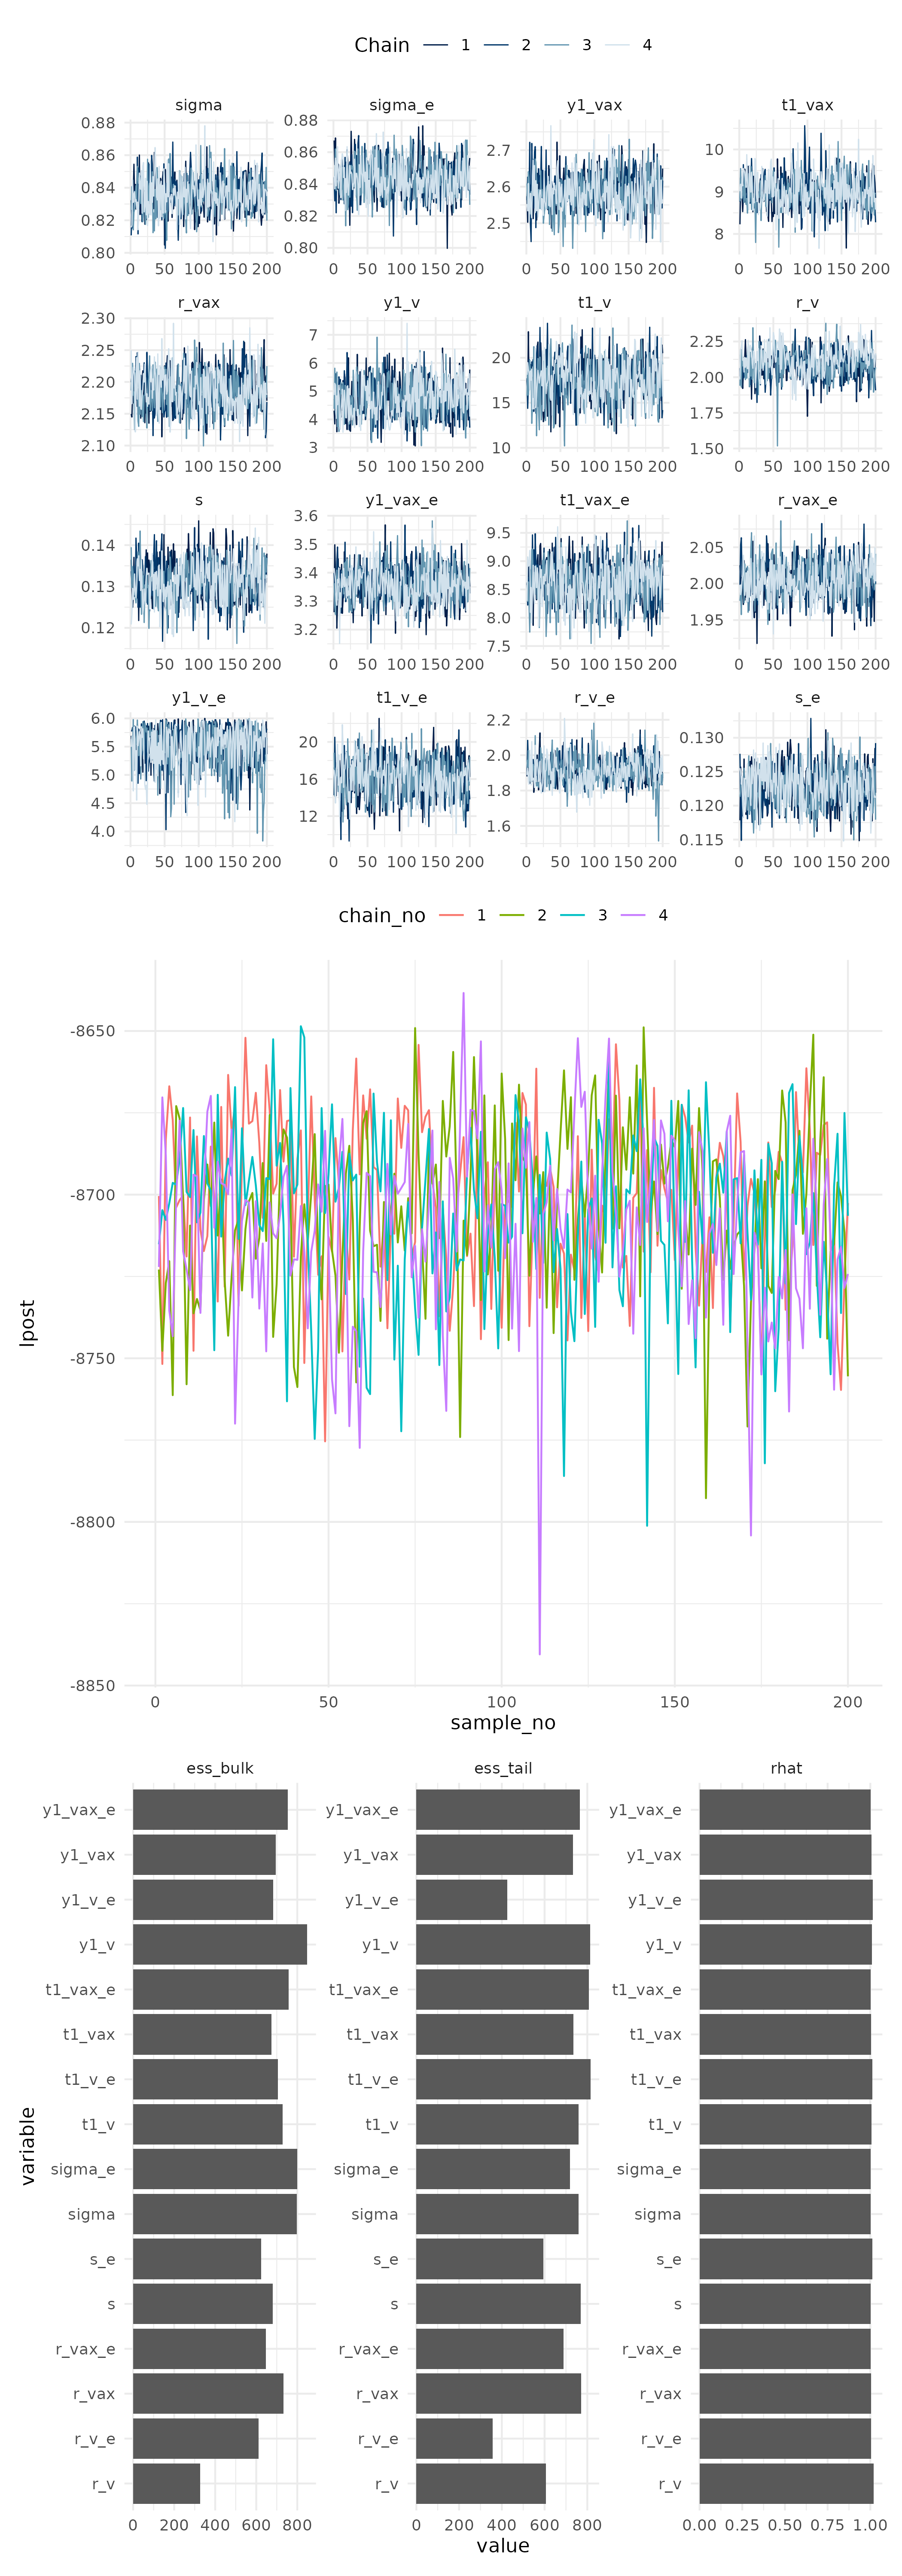 Chain 1 2 3 4
sigma sigma_e y1_vax t1_vax
0.88 0.86 0.84 0.82 0.80
0.88 0.86 0.84 0.82 0.80
2.7 2.6 2.5
10 9 8
0 50 100 150 200 0 50 100 150 200 0 50 100 150 200 0 50 100 150 200
r_vax y1_v t1_v r_v
2.30 2.25 2.20 2.15 2.10
7 6 5 4 3
20 15 10
2.25 2.00 1.75 1.50
0 50 100 150 200 0 50 100 150 200 0 50 100 150 200 0 50 100 150 200
s y1_vax_e t1_vax_e r_vax_e
0.14 0.13 0.12
3.6 3.5 3.4 3.3 3.2
9.5 9.0 8.5 8.0 7.5
2.05 2.00 1.95
0 50 100 150 200 0 50 100 150 200 0 50 100 150 200 0 50 100 150 200
y1_v_e t1_v_e r_v_e s_e
6.0 5.5 5.0 4.5 4.0
20 16 12
2.2 2.0 1.8 1.6
0.130 0.125 0.120 0.115
0 50 100 150 200 0 50 100 150 200 0 50 100 150 200 0 50 100 150 200
chain_no 1 2 3 4
lpost
-8650
-8700
-8750
-8800
-8850
0 50 100 150 200
sample_no
ess_bulk ess_tail rhat
variable
y1_vax_e y1_vax_e y1_vax_e
y1_vax y1_vax y1_vax
y1_v_e y1_v_e y1_v_e
y1_v y1_v y1_v
t1_vax_e t1_vax_e t1_vax_e
t1_vax t1_vax t1_vax
t1_v_e t1_v_e t1_v_e
t1_v t1_v t1_v
sigma_e sigma_e sigma_e
sigma sigma sigma
s_e s_e s_e
s s s
r_vax_e r_vax_e r_vax_e
r_vax r_vax r_vax
r_v_e r_v_e r_v_e
r_v r_v r_v
0 200 400 600 800 0 200 400 600 800 0.00 0.25 0.50 0.75 1.00
value